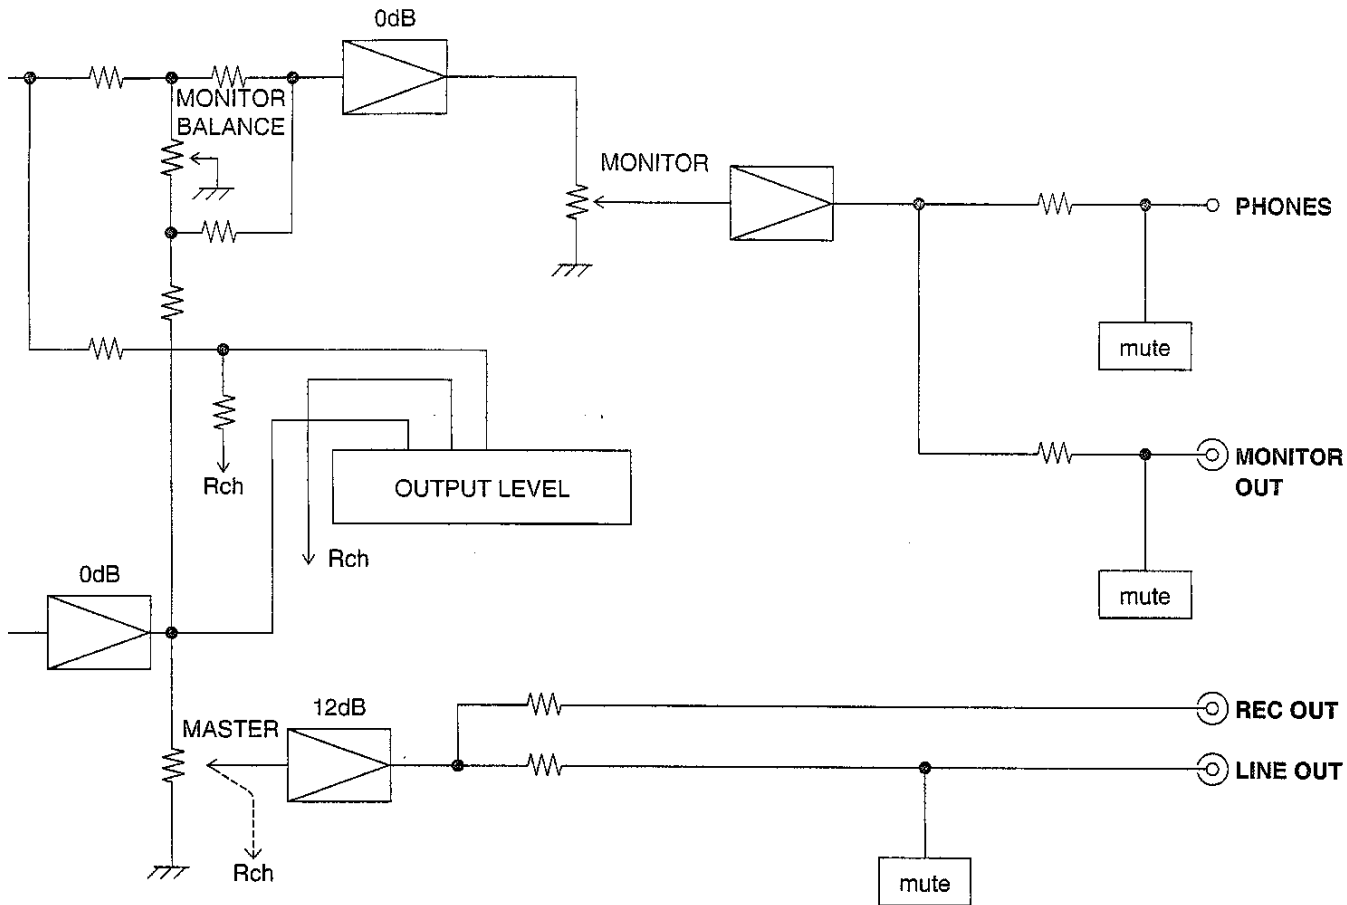 0dB
MONITOR
BALANCE
MONITOR
PHONES
mute
Rch
OUTPUT LEVEL
MONITOR
OUT
Rch
0dB
mute
MASTER
12dB
REC OUT
LINE OUT
Rch
mute